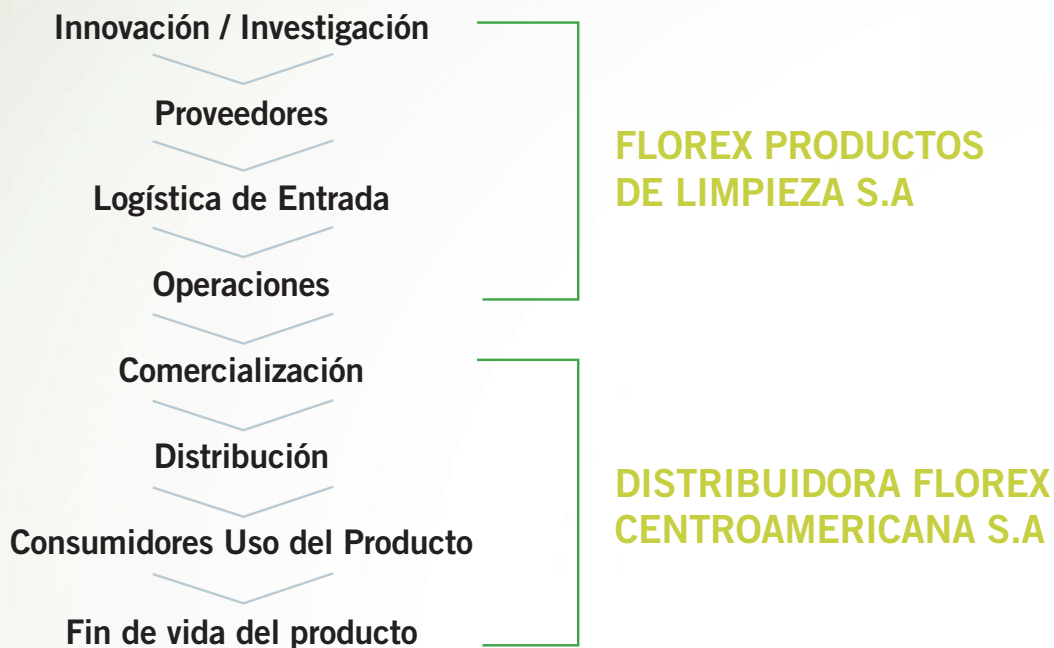 Innovación / Investigación
Proveedores
Logística de Entrada
Operaciones
FLOREX PRODUCTOS
DE LIMPIEZA S.A
Comercialización
Distribución
Consumidores Uso del Producto
Fin de vida del producto
DISTRIBUIDORA FLOREX
CENTROAMERICANA S.A